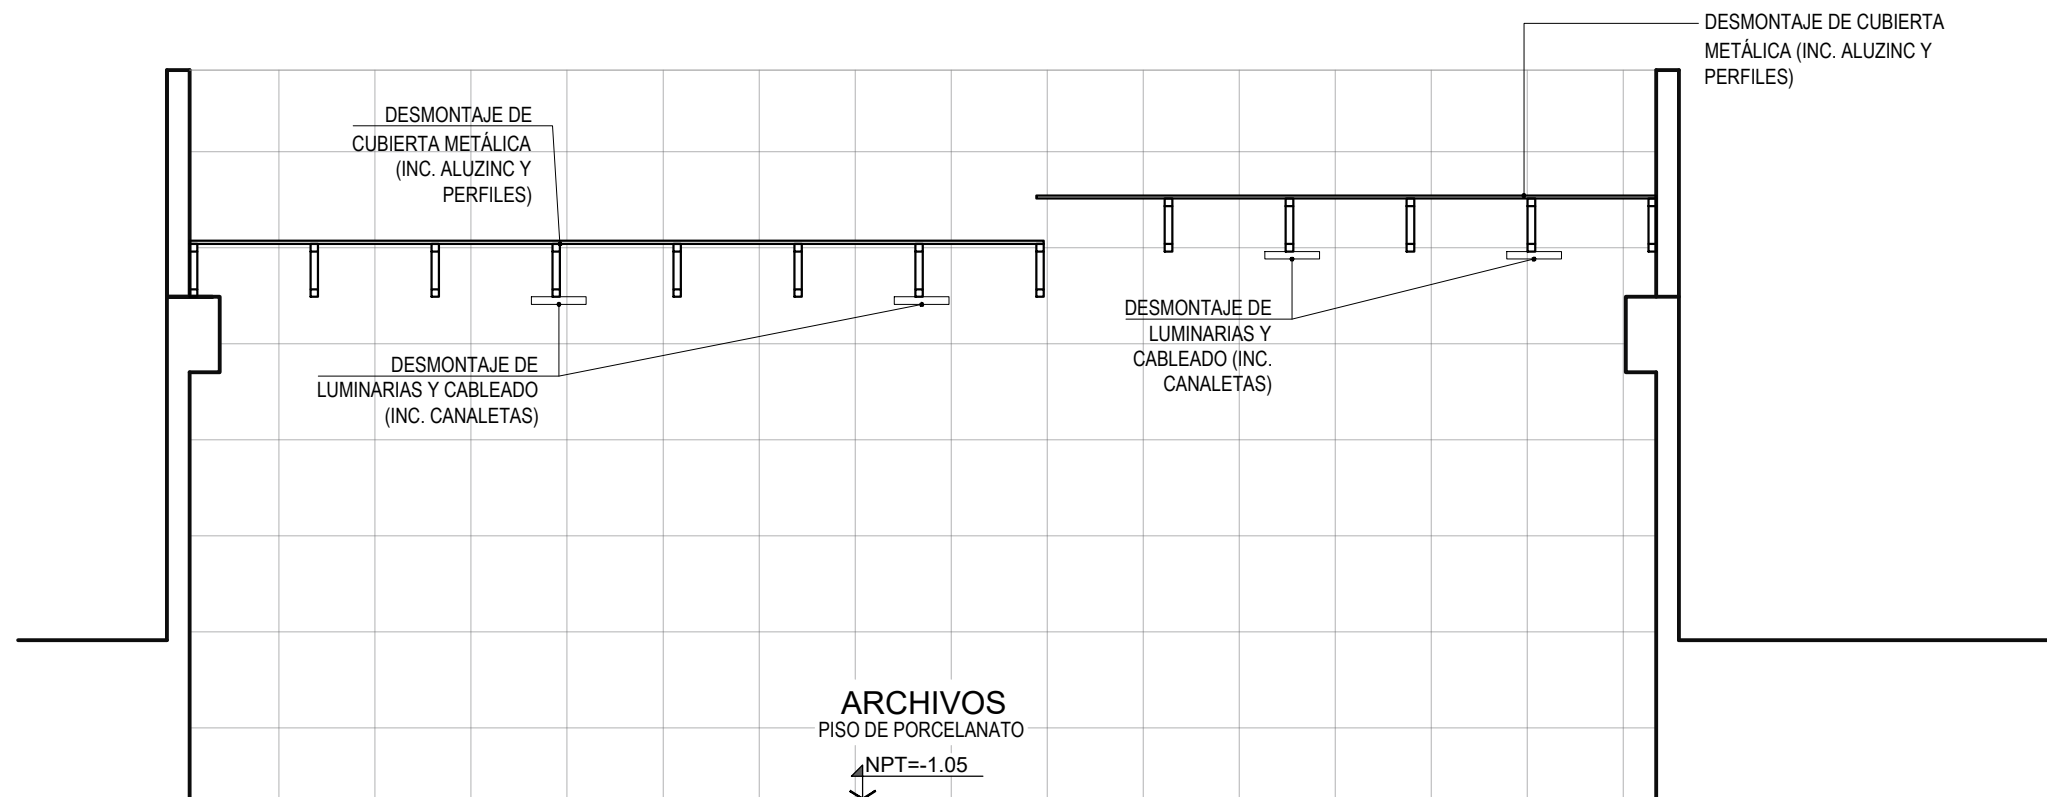 DESMONTAJE DE CUBIERTA
METÁLICA (INC. ALUZINC Y
PERFILES)
DESMONTAJE DE
CUBIERTA METÁLICA
(INC. ALUZINC Y
PERFILES)
DESMONTAJE DE
LUMINARIAS Y
CABLEADO (INC.
CANALETAS)
DESMONTAJE DE
LUMINARIAS Y CABLEADO
(INC. CANALETAS)
ARCHIVOS
PISO DE PORCELANATO
NPT=-1.05